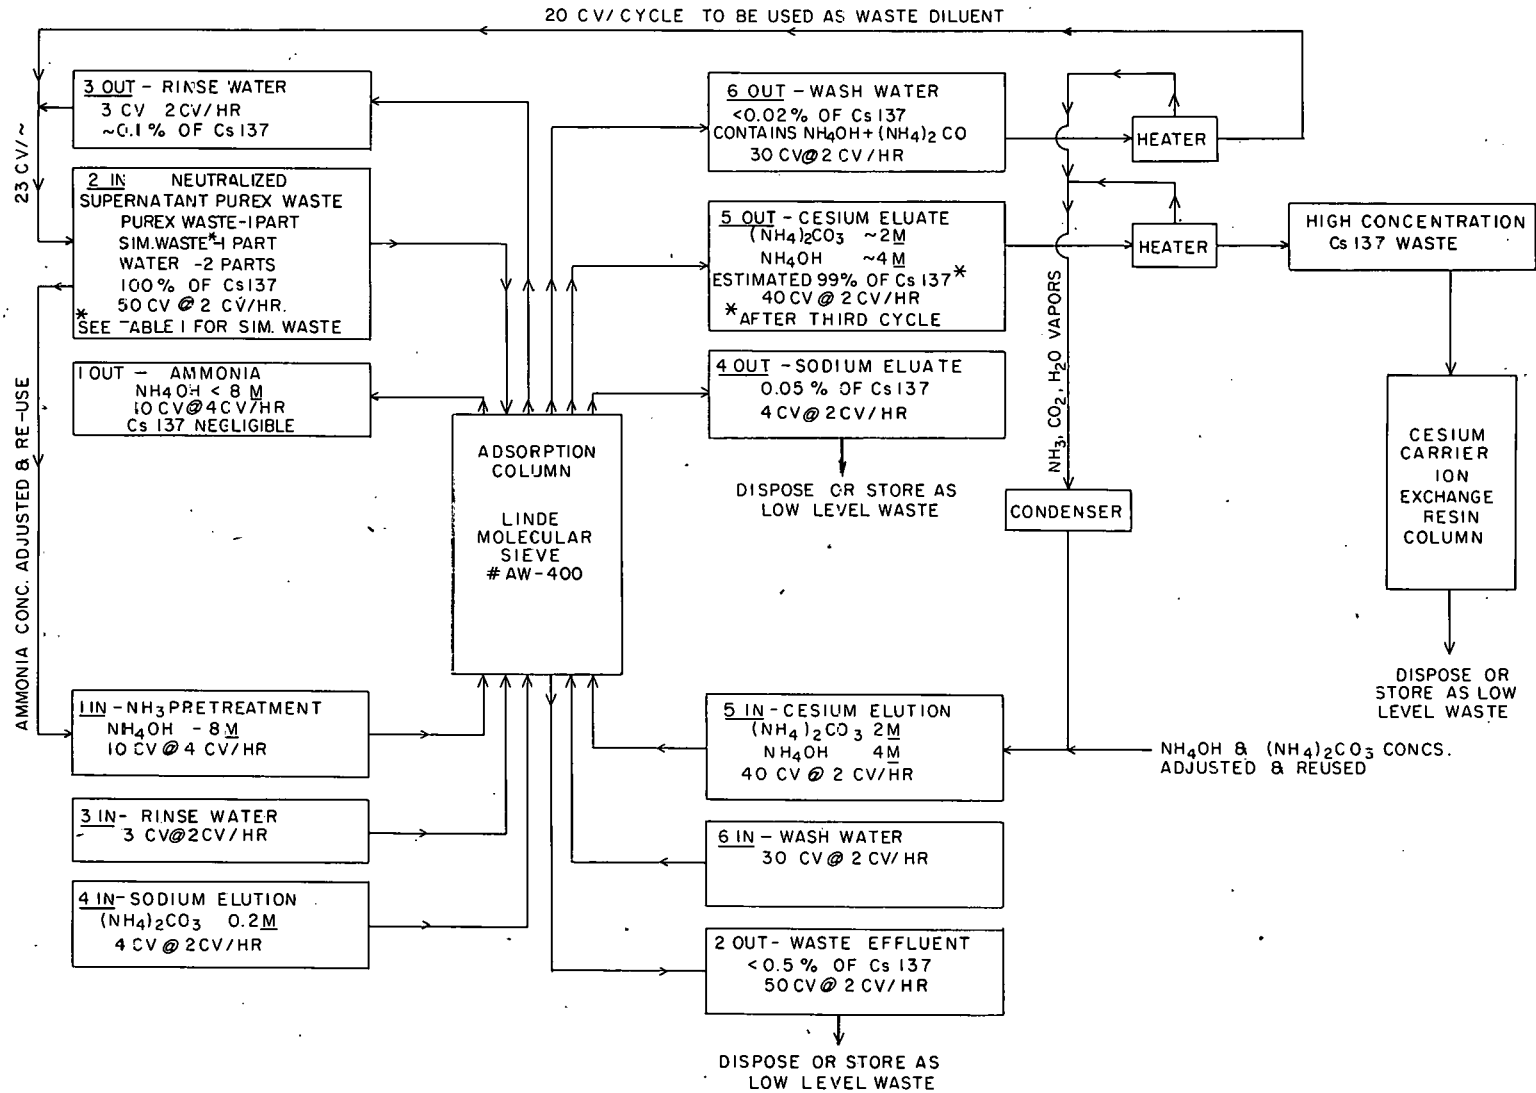 20 CV/CYCLE TO BE USED AS WASTE DILUENT
3 OUT - RINSE WATER
3 CV 2CV/HR
~0.1% OF Cs 137
23 CV/~
2 IN NEUTRALIZED
SUPERNATANT PUREX WASTE
PUREX WASTE-1 PART
SIM.WASTE*-1 PART
WATER -2 PARTS
100% OF Cs137
50 CV @ 2 CV/HR.
*SEE TABLE I FOR SIM. WASTE
1 OUT - AMMONIA
NH4OH < 8 M
10 CV@4CV/HR
Cs 137 NEGLIGIBLE
AMMONIA CONC. ADJUSTED & RE-USE
1 IN-NH3 PRETREATMENT
NH4OH - 8M
10 CV @ 4 CV/HR
3 IN- RINSE WATER
3 CV@2CV/HR
4 IN-SODIUM ELUTION
(NH4)2CO3 0.2M
4 CV @ 2CV/HR
ADSORPTION
COLUMN
LINDE
MOLECULAR
SIEVE
# AW-400
6 OUT - WASH WATER
<0.02% OF Cs 137
CONTAINS NH4OH+(NH4)2 CO
30 CV@ 2 CV/HR
5 OUT - CESIUM ELUATE
(NH4)2CO3 ~2M
NH4OH ~4M
ESTIMATED 99% OF Cs 137*
40 CV @ 2 CV/HR
*AFTER THIRD CYCLE
4 OUT - SODIUM ELUATE
0.05 % OF Cs 137
4CV @ 2CV/HR
DISPOSE OR STORE AS
LOW LEVEL WASTE
5 IN-CESIUM ELUTION
(NH4)2CO3 2M
NH4OH 4M
40 CV @ 2 CV/HR
6 IN - WASH WATER
30 CV@ 2 CV/HR
2 OUT- WASTE EFFLUENT
<0.5% OF Cs 137
50CV@ 2 CV/HR
DISPOSE OR STORE AS
LOW LEVEL WASTE
HEATER
HEATER
NH3, CO2, H2O VAPORS
CONDENSER
NH4OH & (NH4)2CO3 CONCS.
ADJUSTED & REUSED
HIGH CONCENTRATION
Cs 137 WASTE
CESIUM
CARRIER
ION
EXCHANGE
RESIN
COLUMN
DISPOSE OR
STORE AS LOW
LEVEL WASTE